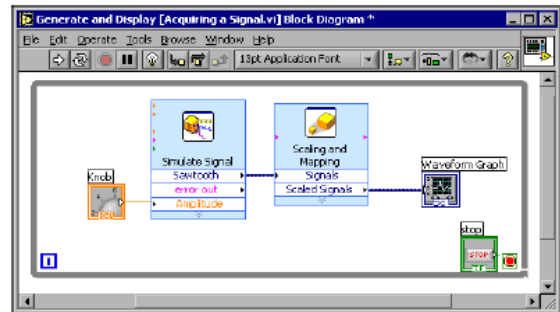 Generate and Display [Acquiring a Signal.vi] Block Diagram *
File Edit Operate Tools Browse Window Help
13pt Application Font
Simulate Signal
Sawtooth
error out
Amplitude
Scaling and
Mapping
Signals
Scaled Signals
Knob
Waveform Graph
stop
STOP
TF
i